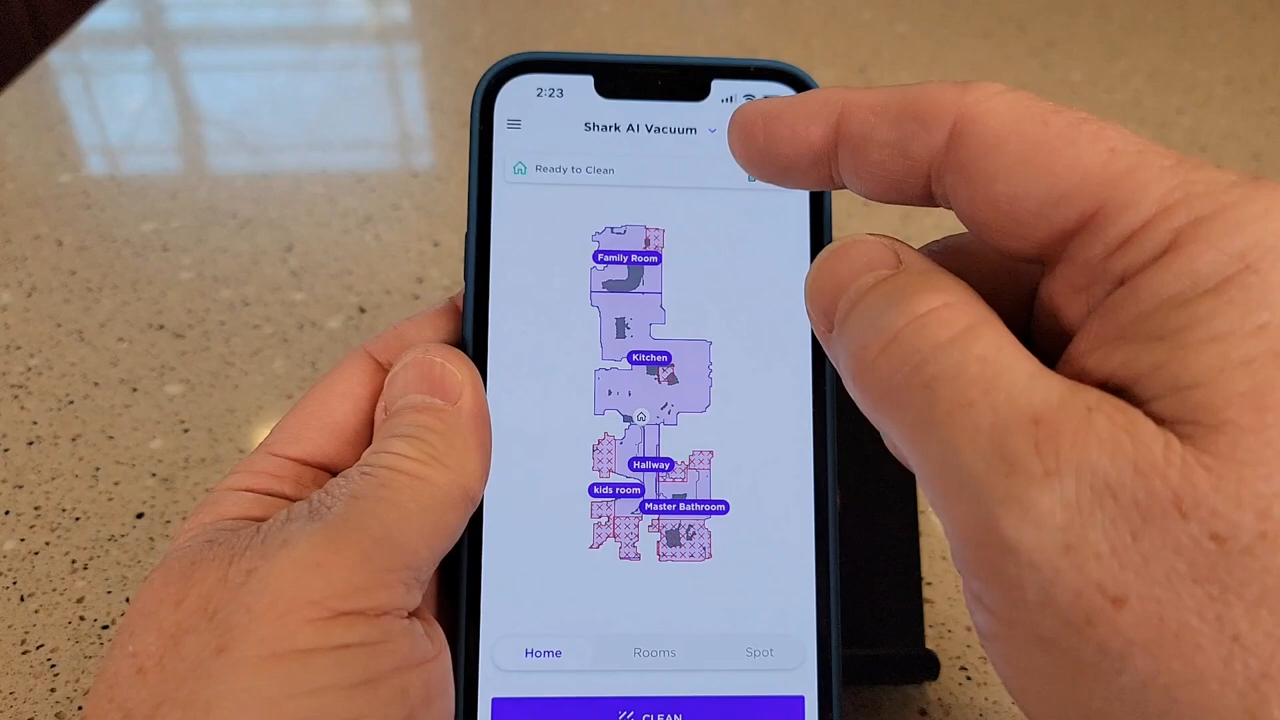 2:23
Shark AI Vacuum
Ready to Clean
Family Room
Kitchen
Hallway
kids room
Master Bathroom
Home Rooms Spot
CLEAN